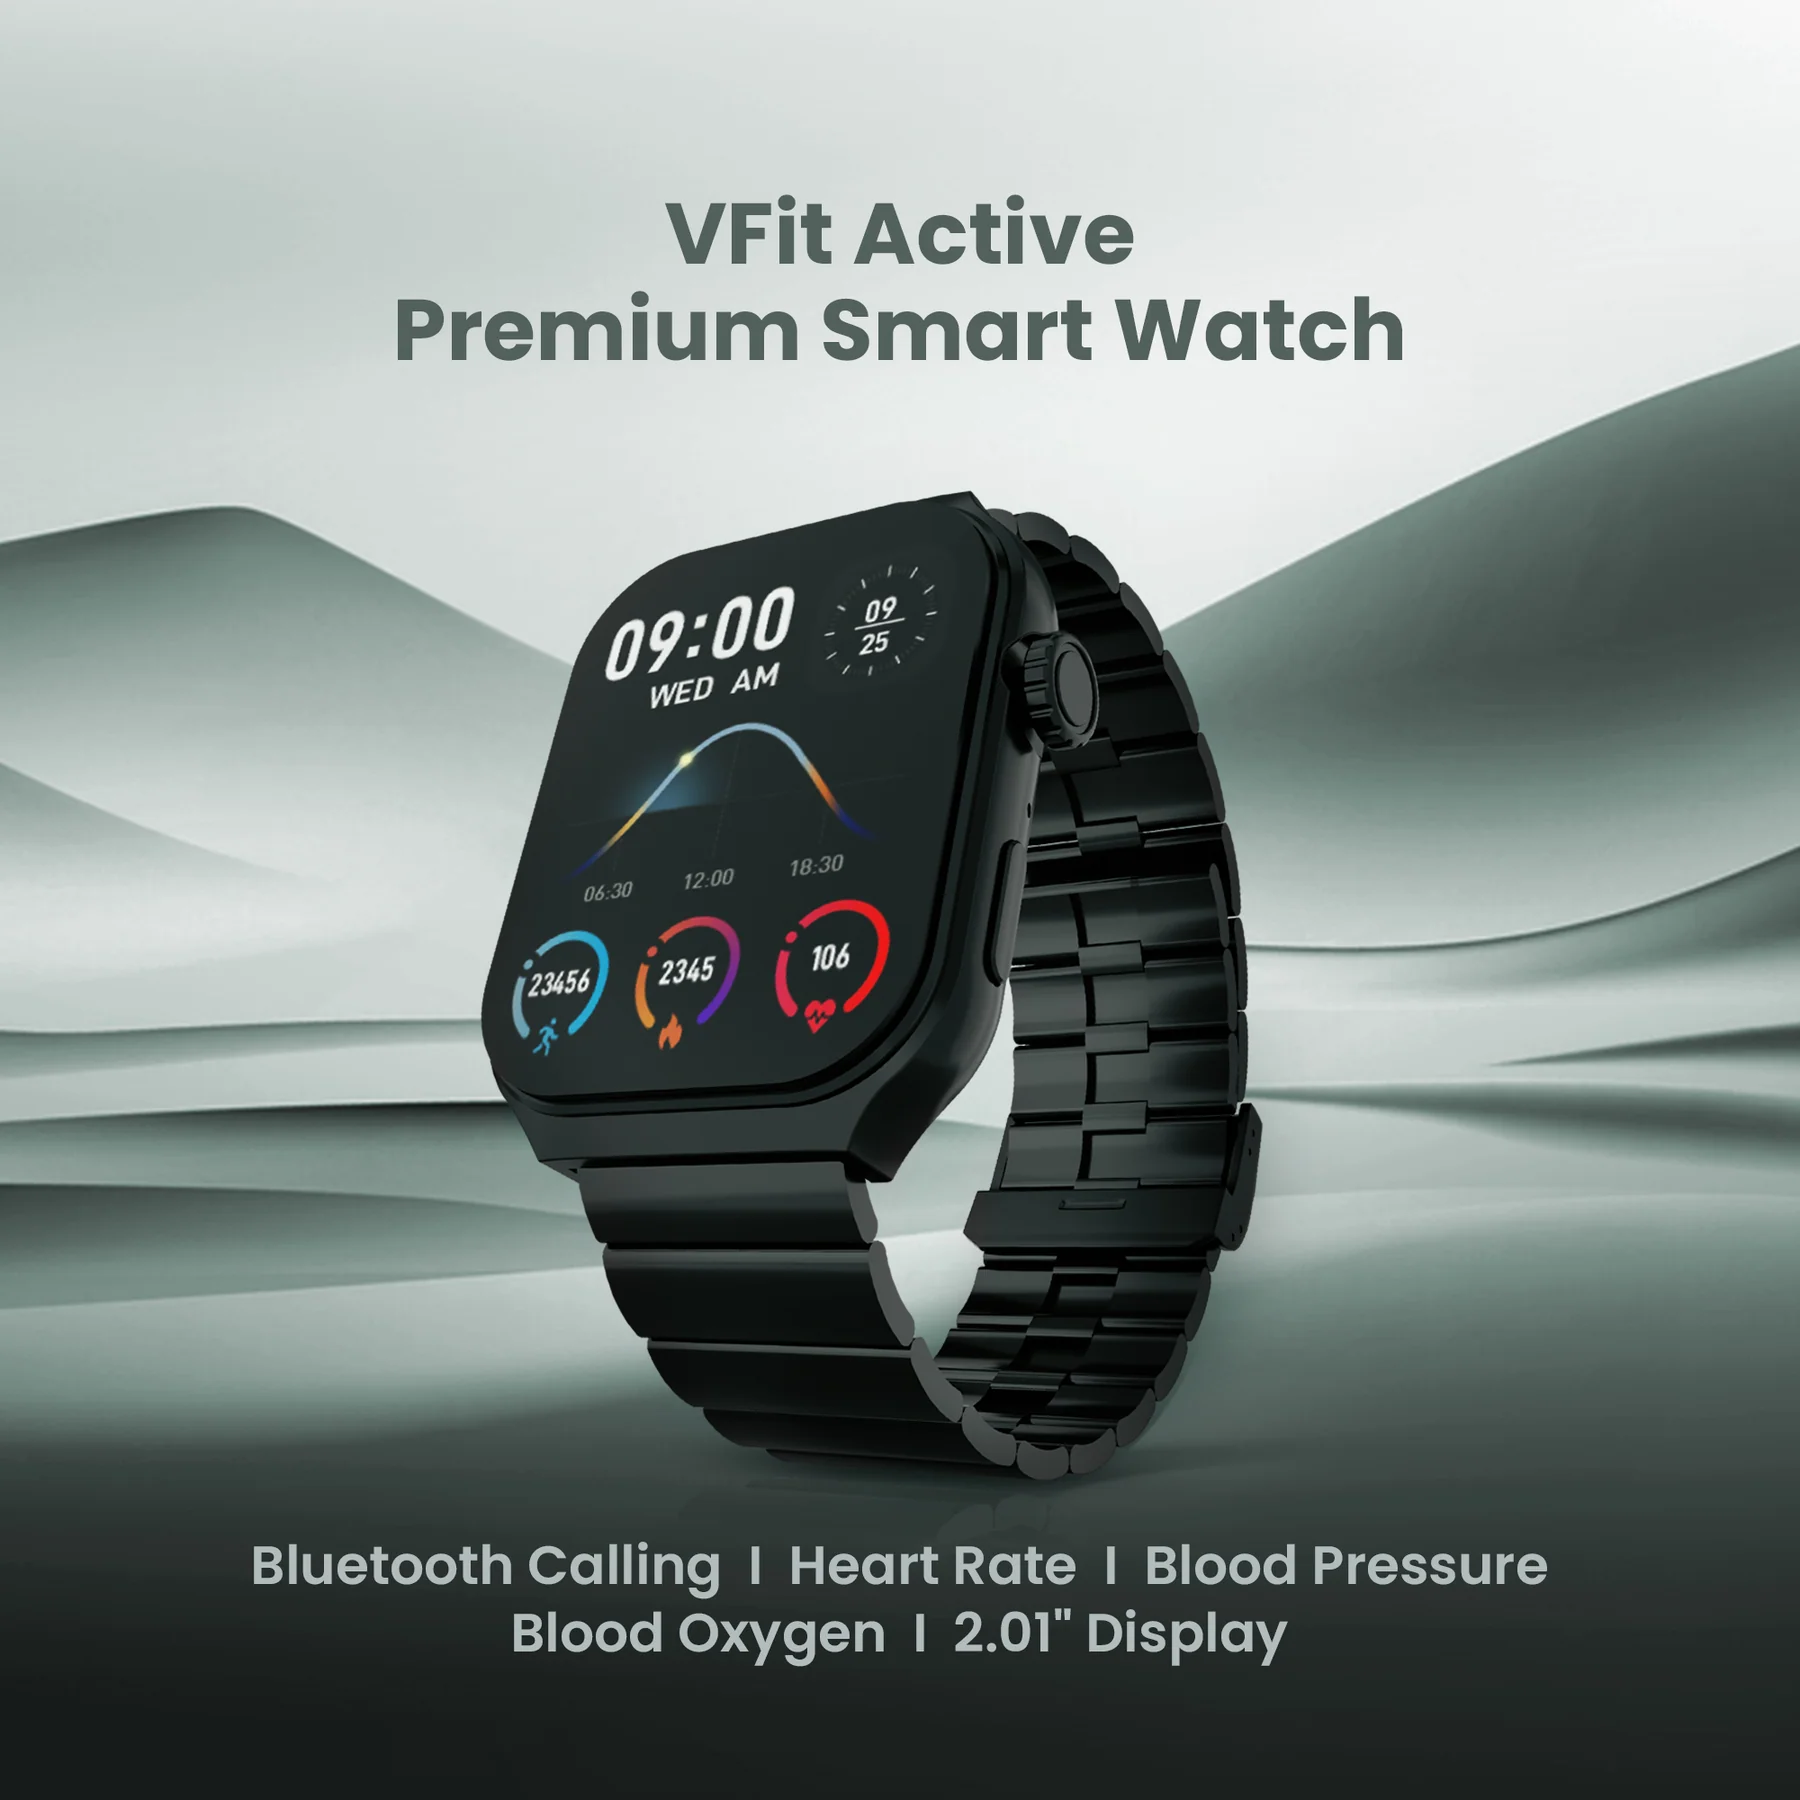 VFit Active
Premium Smart Watch
09:00
WED AM
09
25
06:30 12:00 18:30
23456 2345 106
Bluetooth Calling I Heart Rate I Blood Pressure
Blood Oxygen I 2.01" Display